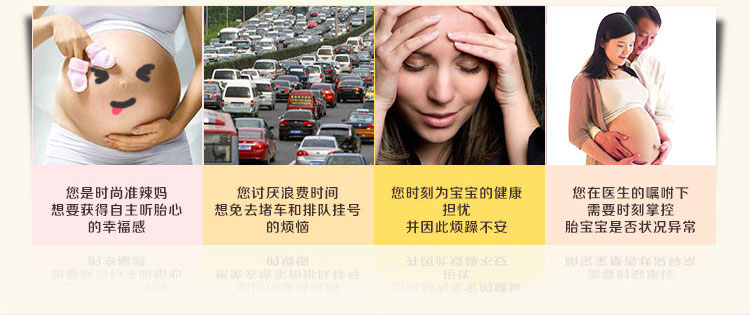 您是时尚准辣妈
想要获得自主听胎心
的幸福感
您讨厌浪费时间
想免去堵车和排队挂号
的烦恼
您时刻为宝宝的健康
担忧
并因此烦躁不安
您在医生的嘱咐下
需要时刻掌控
胎宝宝是否状况异常